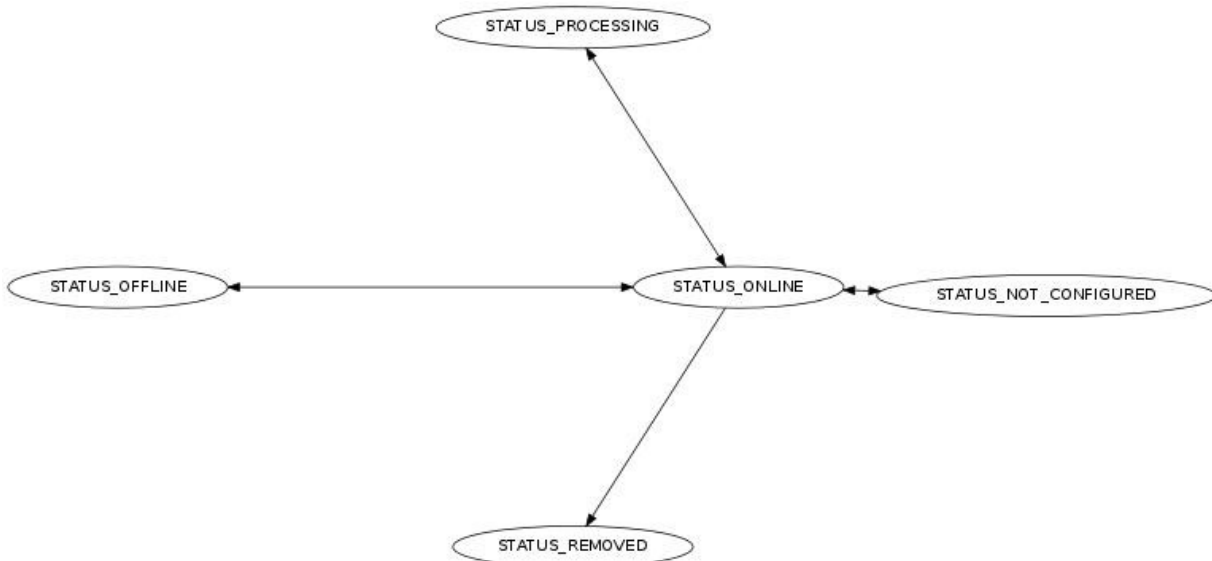 STATUS_PROCESSING
STATUS_OFFLINE
STATUS_ONLINE
STATUS_NOT_CONFIGURED
STATUS_REMOVED